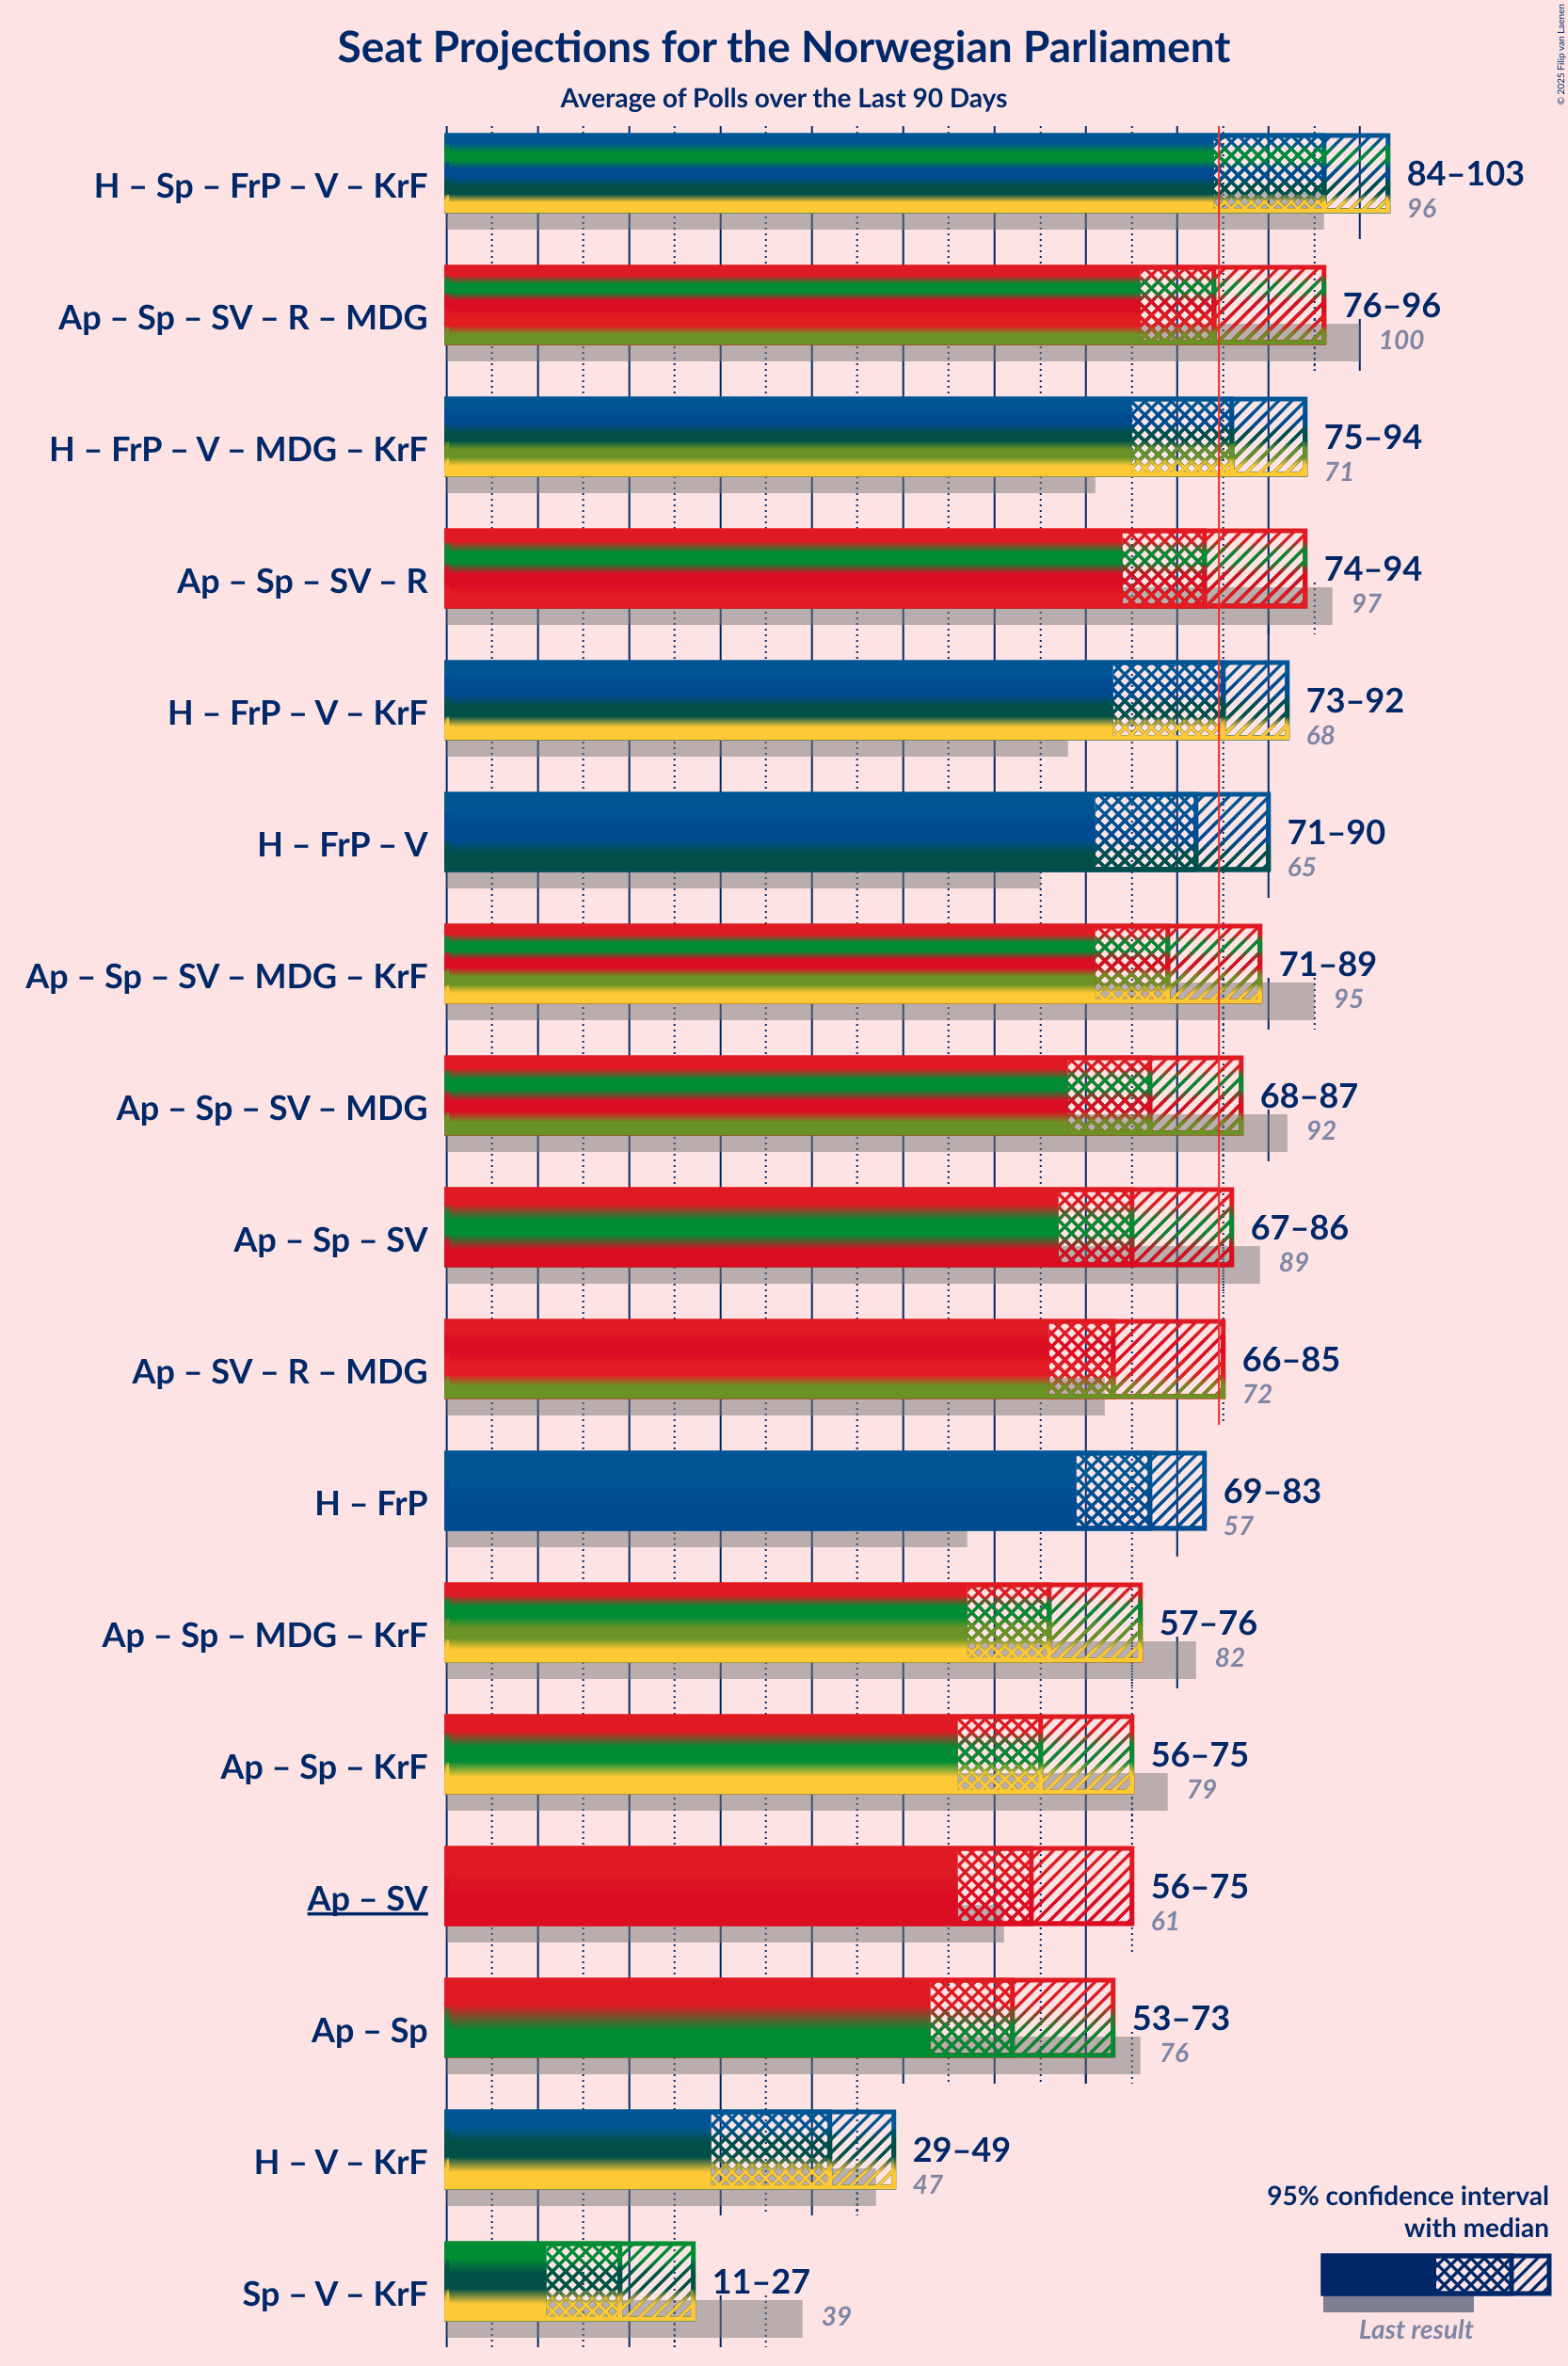 © 2025 Filip van Laenen
Seat Projections for the Norwegian Parliament
Average of Polls over the Last 90 Days
H – Sp – FrP – V – KrF
84–103
96
Ap – Sp – SV – R – MDG
76–96
100
H – FrP – V – MDG – KrF
75–94
71
Ap – Sp – SV – R
74–94
97
H – FrP – V – KrF
73–92
68
H – FrP – V
71–90
65
Ap – Sp – SV – MDG – KrF
71–89
95
Ap – Sp – SV – MDG
68–87
92
Ap – Sp – SV
67–86
89
Ap – SV – R – MDG
66–85
72
H – FrP
69–83
57
Ap – Sp – MDG – KrF
57–76
82
Ap – Sp – KrF
56–75
79
Ap – SV
56–75
61
Ap – Sp
53–73
76
H – V – KrF
29–49
47
Sp – V – KrF
11–27
39
95% confidence interval
with median
Last result